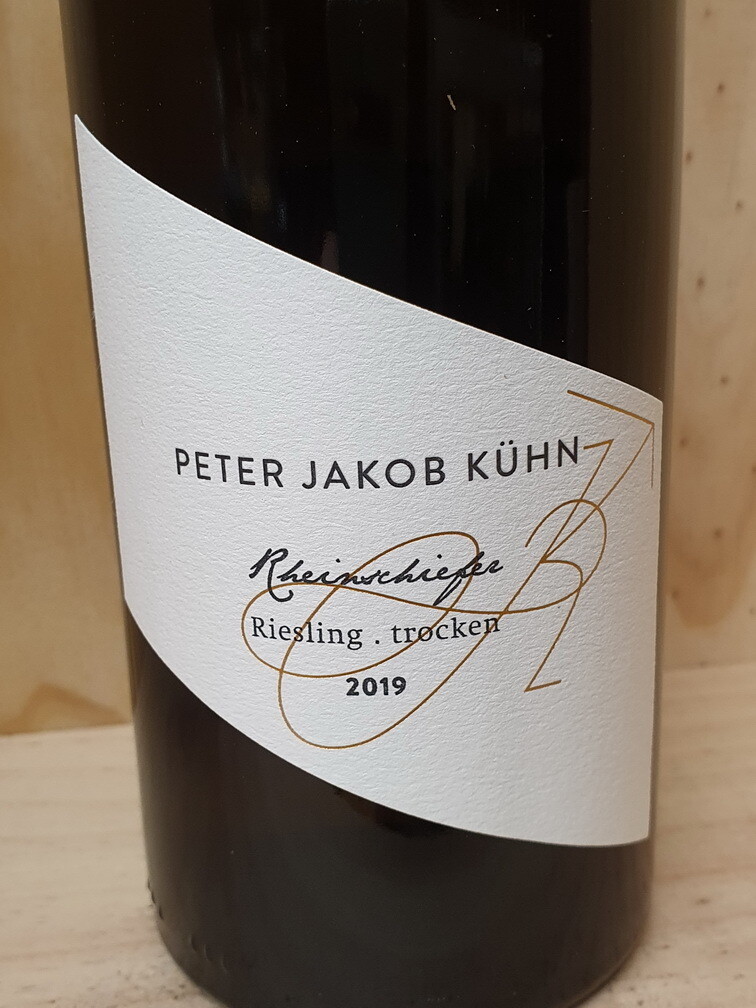 PETER JAKOB KÜHN
Rheinschiefer
Riesling . trocken
2019